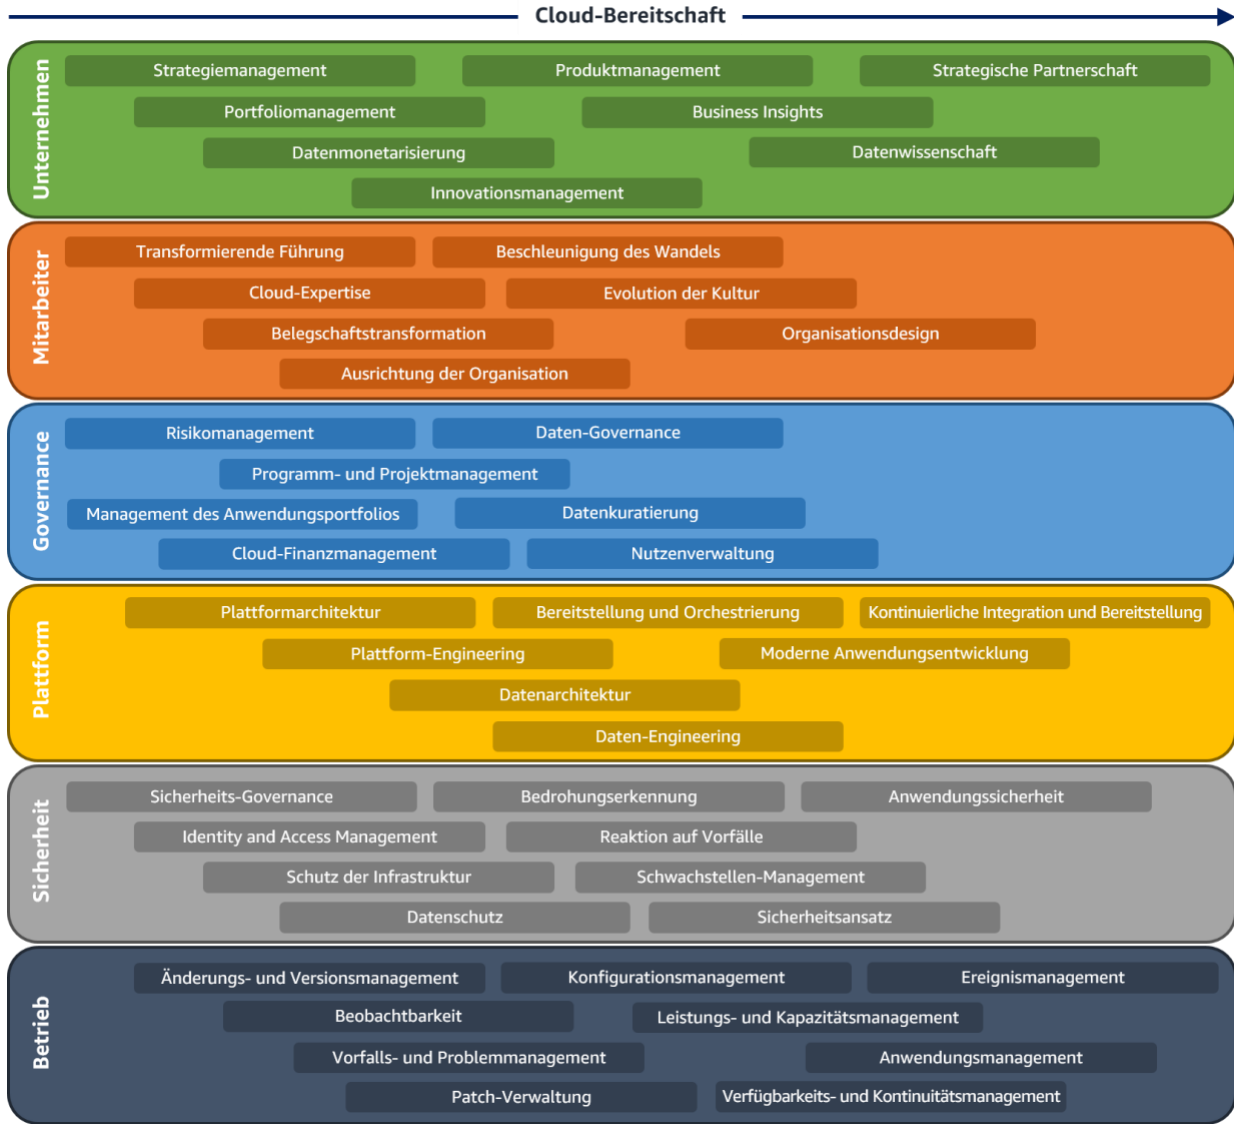 Cloud-Bereitschaft
Unternehmen
Strategiemanagement
Produktmanagement
Strategische Partnerschaft
Portfoliomanagement
Business Insights
Datenmonetarisierung
Datenwissenschaft
Innovationsmanagement
Mitarbeiter
Transformierende Führung
Beschleunigung des Wandels
Cloud-Expertise
Evolution der Kultur
Belegschaftstransformation
Organisationsdesign
Ausrichtung der Organisation
Governance
Risikomanagement
Daten-Governance
Programm- und Projektmanagement
Management des Anwendungsportfolios
Datenkuratierung
Cloud-Finanzmanagement
Nutzenverwaltung
Plattform
Plattformarchitektur
Bereitstellung und Orchestrierung
Kontinuierliche Integration und Bereitstellung
Plattform-Engineering
Moderne Anwendungsentwicklung
Datenarchitektur
Daten-Engineering
Sicherheit
Sicherheits-Governance
Bedrohungserkennung
Anwendungssicherheit
Identity and Access Management
Reaktion auf Vorfälle
Schutz der Infrastruktur
Schwachstellen-Management
Datenschutz
Sicherheitsansatz
Betrieb
Änderungs- und Versionsmanagement
Konfigurationsmanagement
Ereignismanagement
Beobachtbarkeit
Leistungs- und Kapazitätsmanagement
Vorfalls- und Problemmanagement
Anwendungsmanagement
Patch-Verwaltung
Verfügbarkeits- und Kontinuitätsmanagement